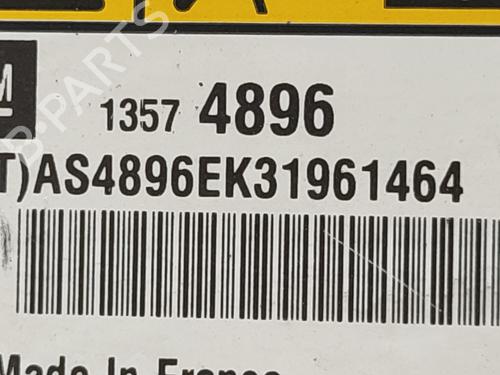 M
1357 4896
T)AS4896EK31961464
Made In France
B-PARTS